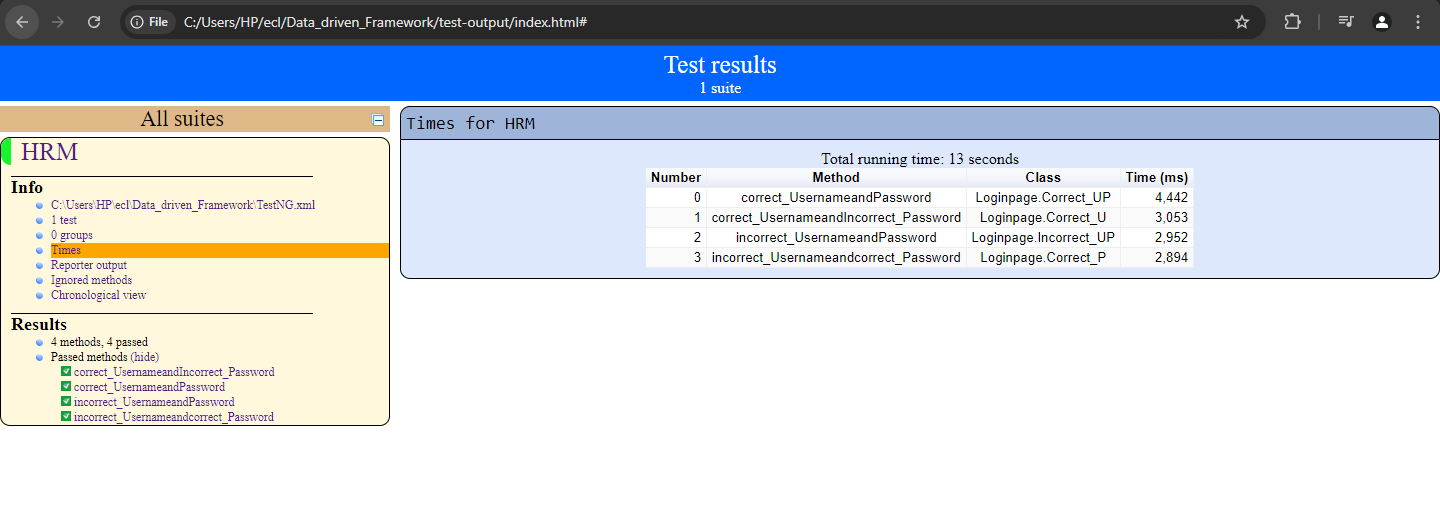 File C:/Users/HP/ecl/Data_driven_Framework/test-output/index.html#
Test results
1 suite
All suites
HRM
Info
C:\Users\HP\ecl\Data_driven_Framework\TestNG.xml
1 test
0 groups
Times
Reporter output
Ignored methods
Chronological view
Results
4 methods, 4 passed
Passed methods (hide)
correct_UsernameandIncorrect_Password
correct_UsernameandPassword
incorrect_UsernameandPassword
incorrect_Usernameandcorrect_Password
Times for HRM
Total running time: 13 seconds
Number Method Class Time (ms)
0 correct_UsernameandPassword Loginpage.Correct_UP 4,442
1 correct_UsernameandIncorrect_Password Loginpage.Correct_U 3,053
2 incorrect_UsernameandPassword Loginpage.Incorrect_UP 2,952
3 incorrect_Usernameandcorrect_Password Loginpage.Correct_P 2,894